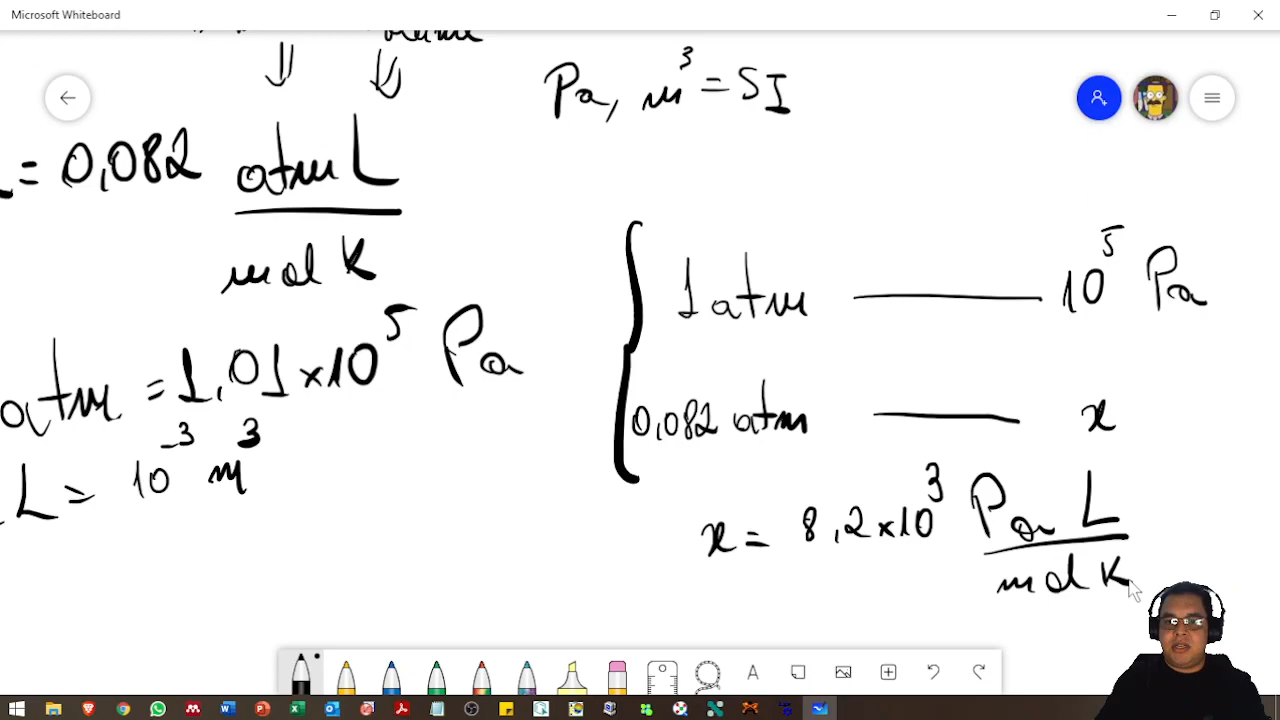 Microsoft Whiteboard
Pa, m³ = SI
= 0,082 atm L
mol K
atm = 1,01×10⁵ Pa
L = 10⁻³ m³
1 atm 10⁵ Pa
0,082 atm x
x = 8,2×10³ Pa L
mol K